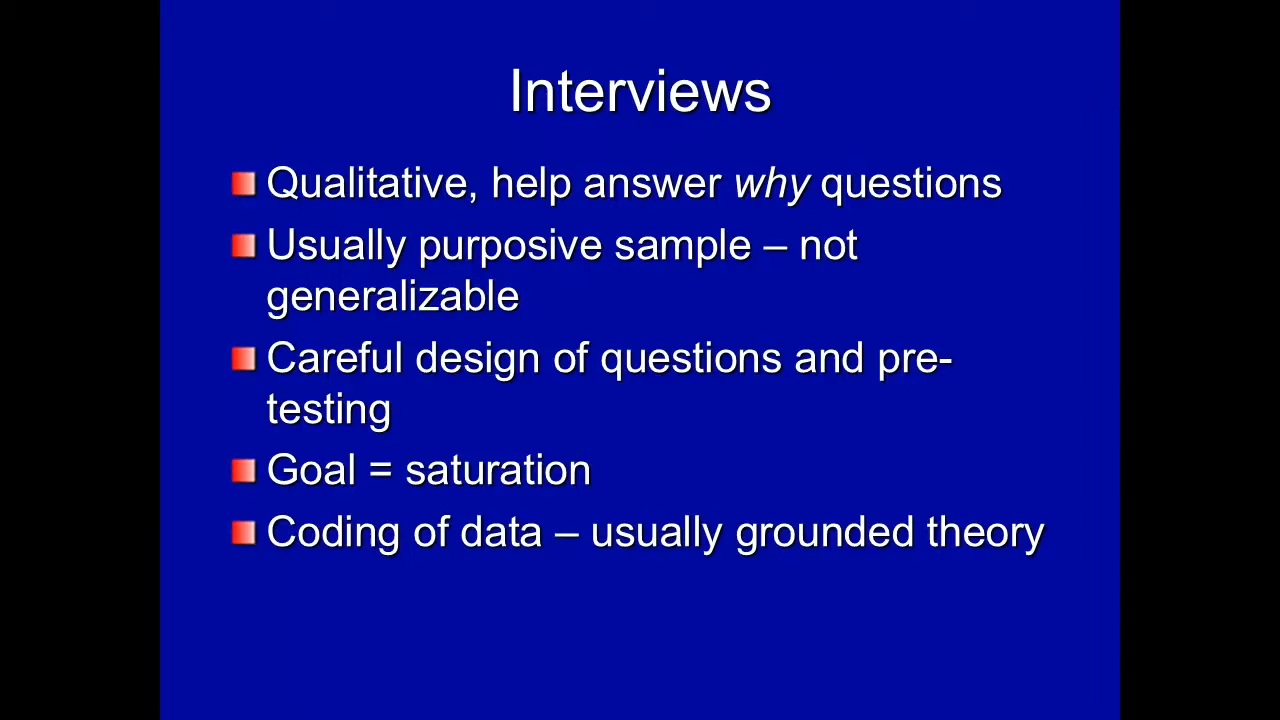 Interviews
Qualitative, help answer why questions
Usually purposive sample – not
generalizable
Careful design of questions and pre-
testing
Goal = saturation
Coding of data – usually grounded theory